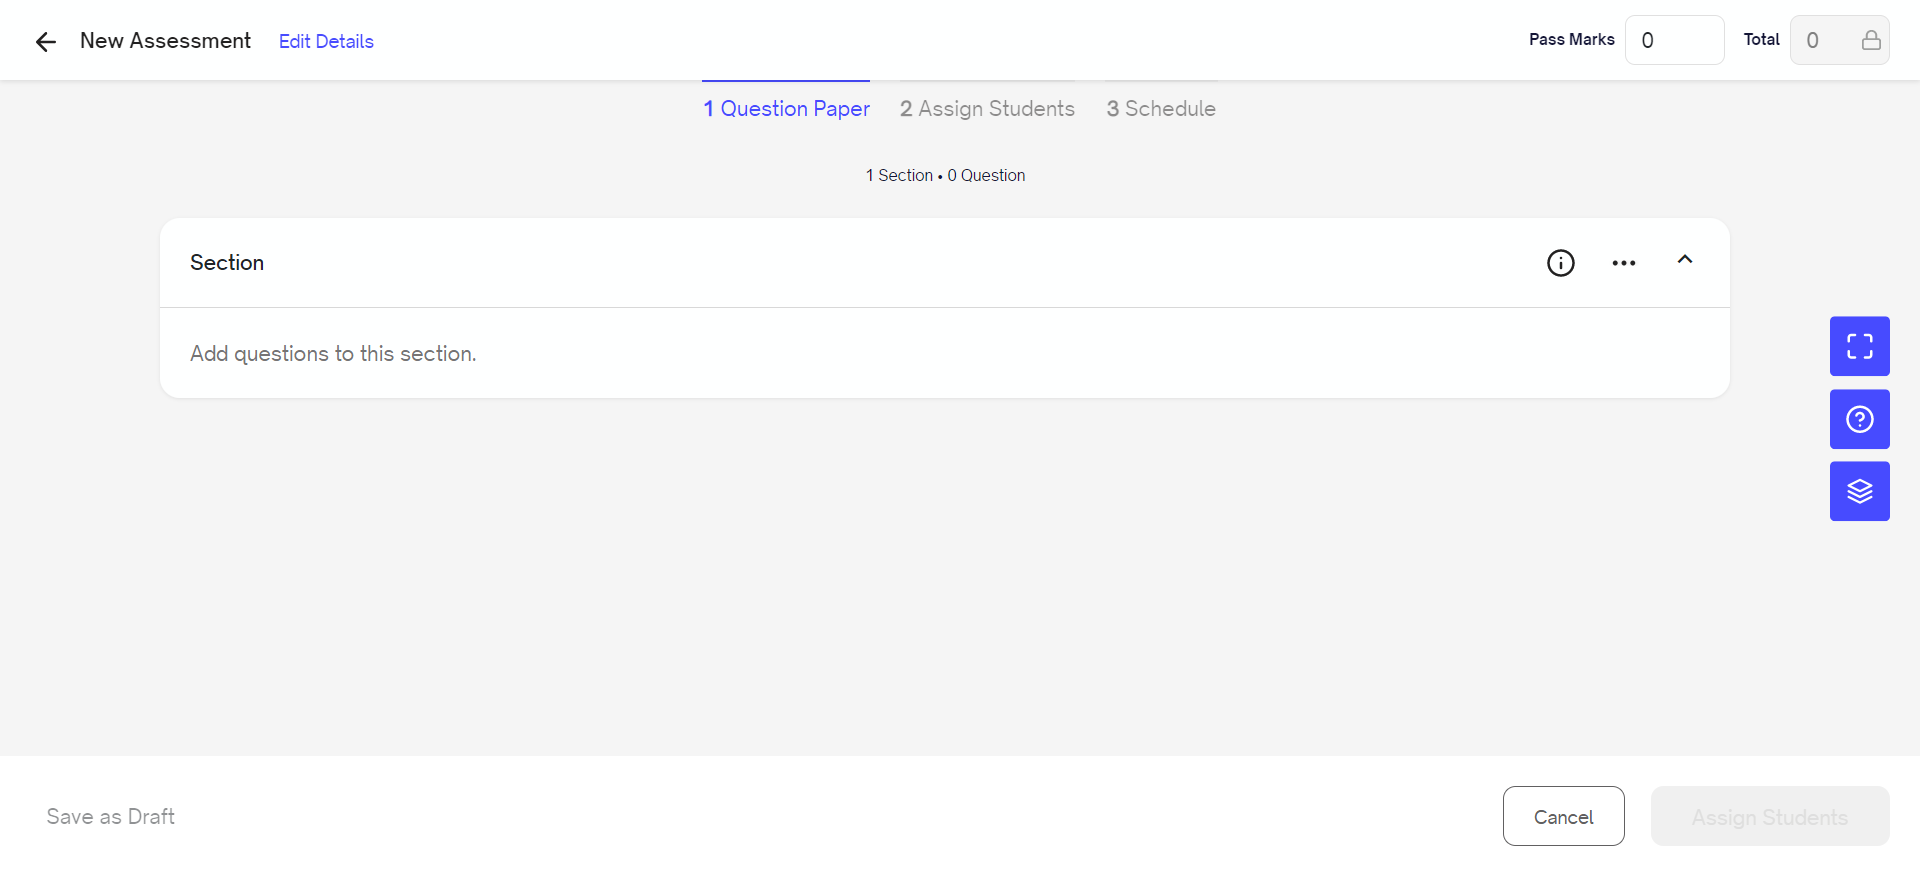 New Assessment Edit Details Pass Marks 0 Total 0
1 Question Paper 2 Assign Students 3 Schedule
1 Section • 0 Question
Section
Add questions to this section.
Save as Draft Cancel Assign Students